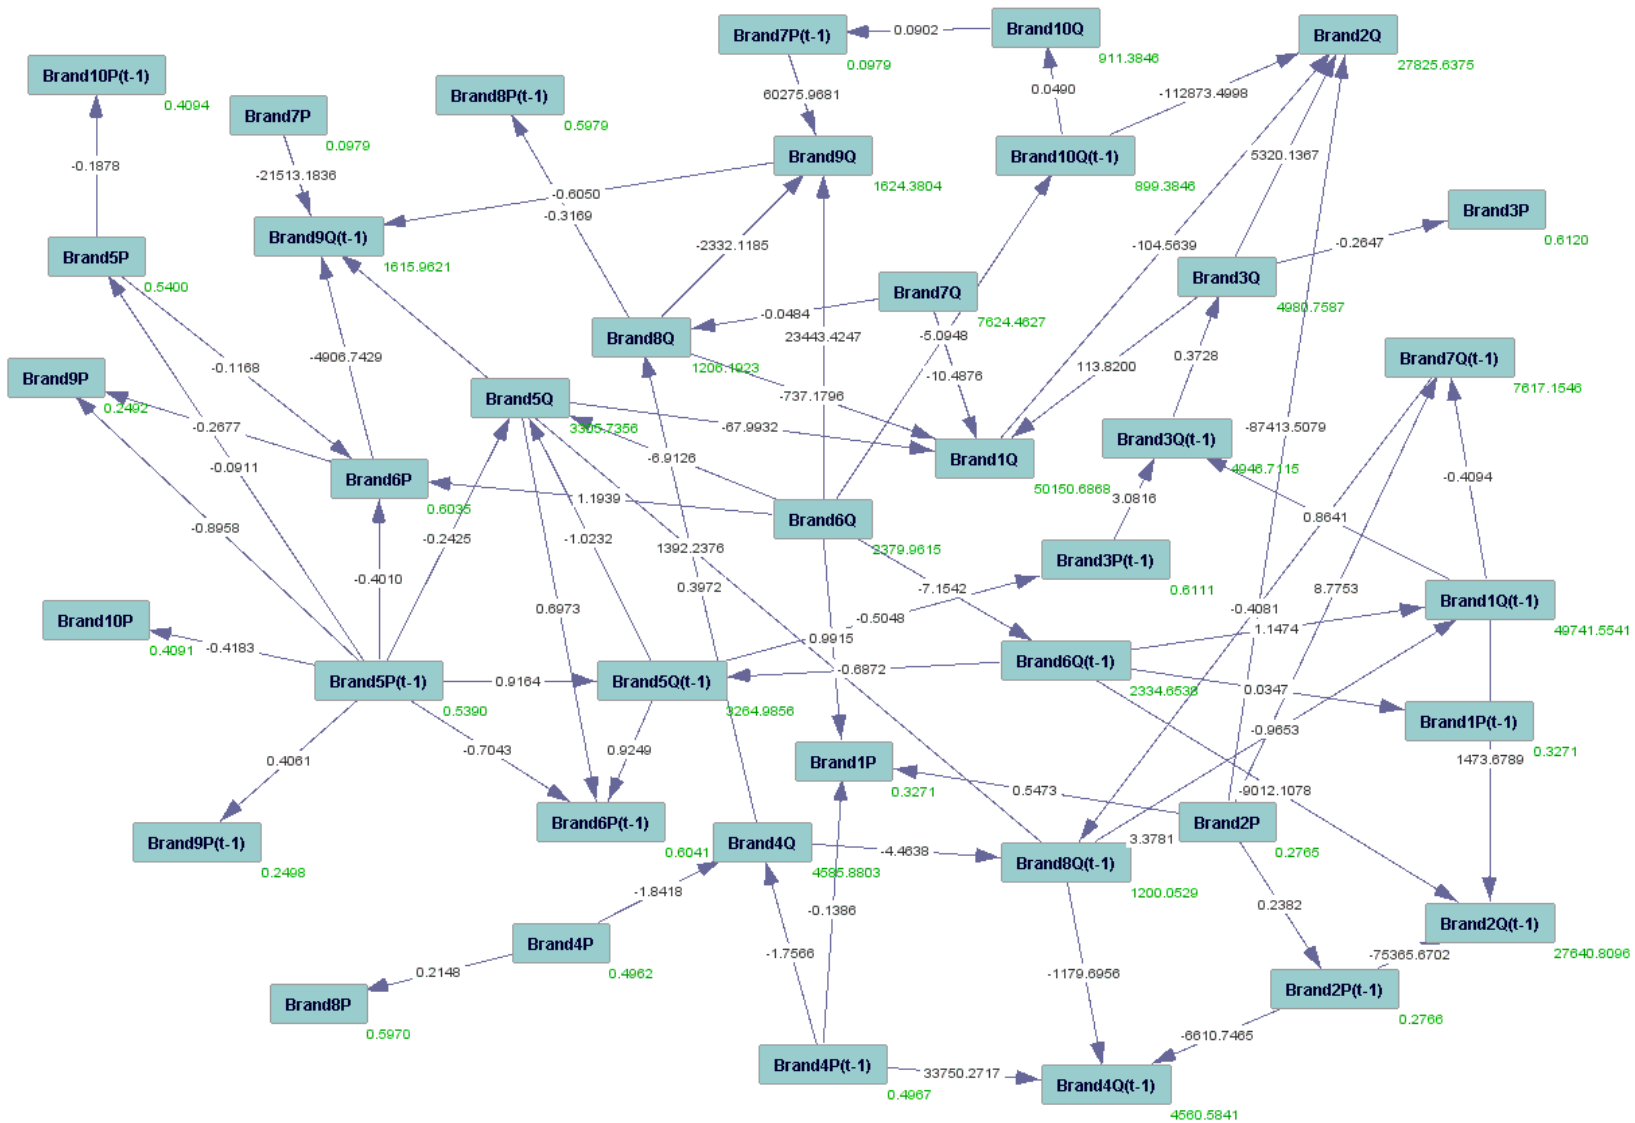 Brand7P(t-1)
0.0979
0.0902
Brand10Q
911.3846
Brand2Q
27825.6375
Brand10P(t-1)
0.4094
Brand8P(t-1)
0.5979
Brand7P
0.0979
60275.9681
0.0490
-112873.4998
Brand9Q
1624.3804
Brand10Q(t-1)
899.3846
5320.1367
-0.1878
-21513.1836
-0.6050
-0.3169
Brand3P
0.6120
Brand9Q(t-1)
1615.9621
-2332.1185
-104.5639
-0.2647
Brand5P
0.5400
Brand3Q
4980.7587
Brand7Q
7624.4627
-0.0484
Brand8Q
1206.1923
23443.4247
-5.0948
-4906.7429
-0.1168
0.3728
113.8200
Brand7Q(t-1)
7617.1546
Brand9P
0.2492
-10.4876
-737.1796
Brand5Q
3305.7356
-67.9932
-87413.5079
Brand3Q(t-1)
4946.7115
-0.2677
-0.0911
-6.9126
Brand1Q
50150.6868
-0.4094
Brand6P
0.6035
1.1939
3.0816
0.8641
-0.8958
-0.2425
-1.0232
Brand6Q
2379.9615
1392.2376
Brand3P(t-1)
0.6111
-0.4010
0.3972
-7.1542
8.7753
Brand1Q(t-1)
49741.5541
0.6973
-0.5048
-0.4081
Brand10P
0.4091
-0.4183
0.9915
1.1474
-0.6872
Brand5P(t-1)
0.5390
0.9164
Brand5Q(t-1)
3264.9856
Brand6Q(t-1)
2334.6538
0.0347
Brand1P(t-1)
0.3271
-0.9653
0.4061
-0.7043
0.9249
Brand1P
0.3271
1473.6789
0.5473
-9012.1078
Brand9P(t-1)
0.2498
Brand6P(t-1)
0.6041
Brand4Q
4585.8803
-4.4638
Brand8Q(t-1)
1200.0529
3.3781
Brand2P
0.2765
-1.8418
-0.1386
0.2382
Brand2Q(t-1)
27640.8096
Brand4P
0.4962
-1.7566
-75365.6702
0.2148
-1179.6956
Brand2P(t-1)
0.2766
Brand8P
0.5970
-6610.7465
Brand4P(t-1)
0.4967
33750.2717
Brand4Q(t-1)
4560.5841